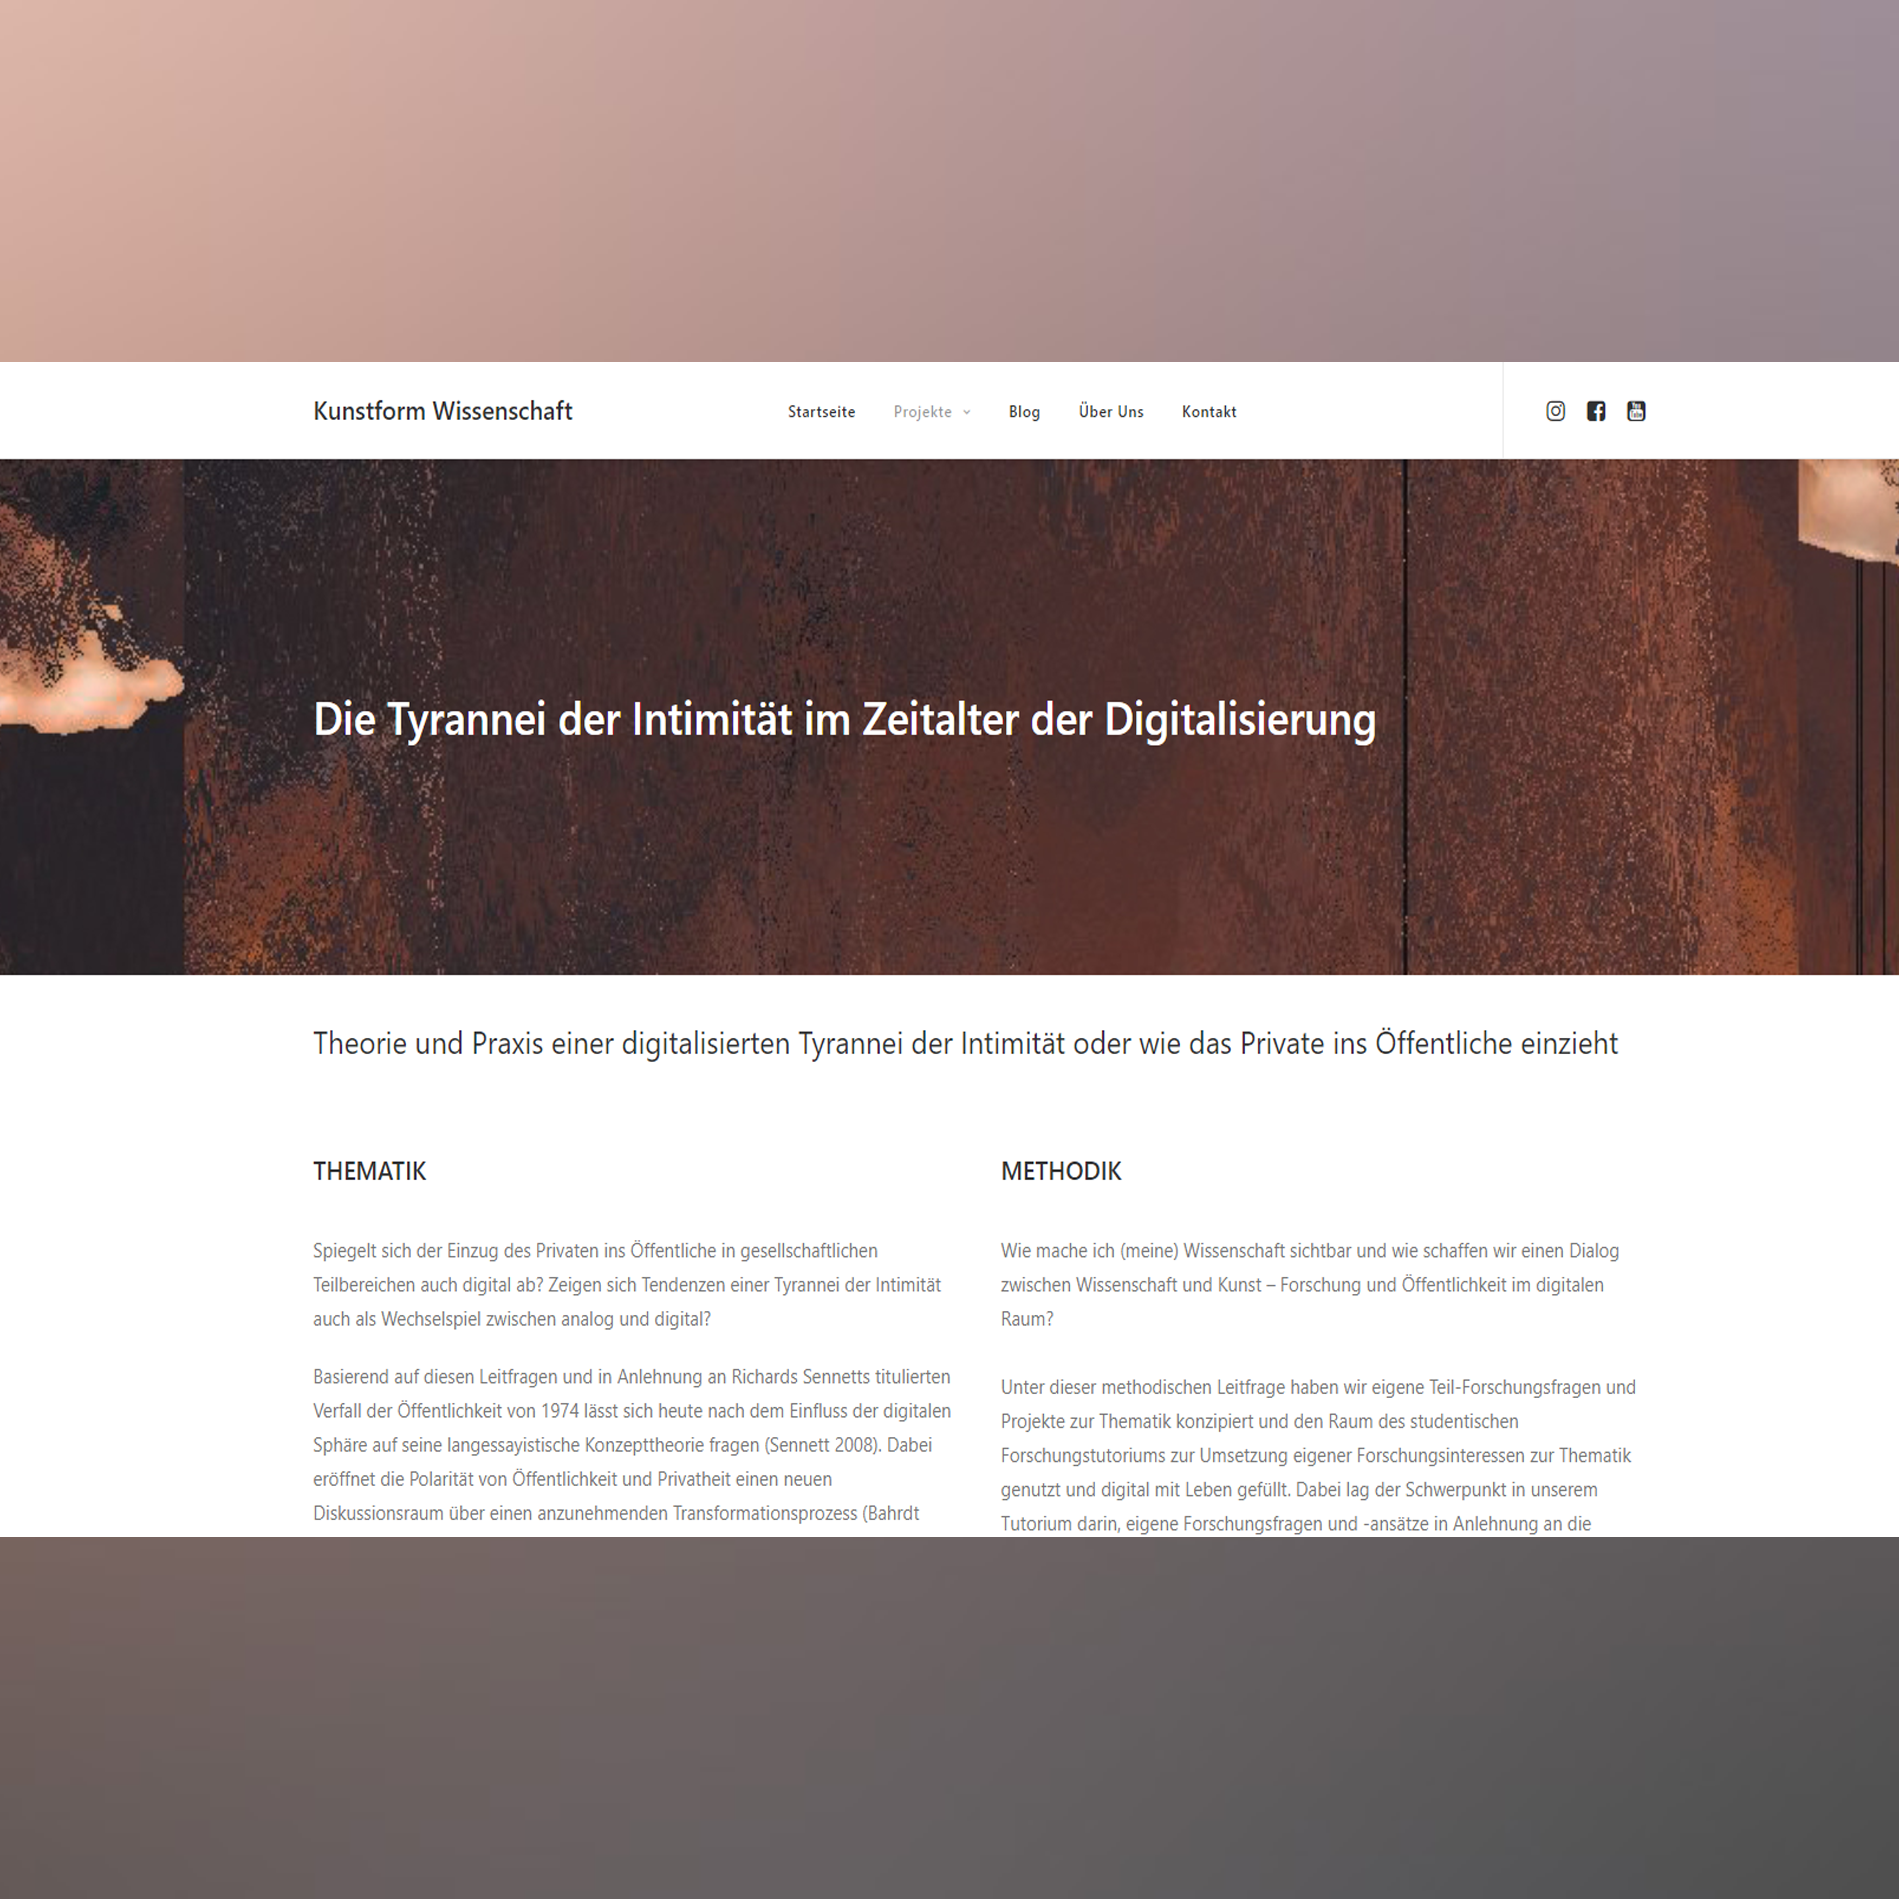 Kunstform Wissenschaft
Startseite Projekte Blog Über Uns Kontakt
Die Tyrannei der Intimität im Zeitalter der Digitalisierung
Theorie und Praxis einer digitalisierten Tyrannei der Intimität oder wie das Private ins Öffentliche einzieht
THEMATIK
Spiegelt sich der Einzug des Privaten ins Öffentliche in gesellschaftlichen
Teilbereichen auch digital ab? Zeigen sich Tendenzen einer Tyrannei der Intimität
auch als Wechselspiel zwischen analog und digital?
Basierend auf diesen Leitfragen und in Anlehnung an Richards Sennetts titulierten
Verfall der Öffentlichkeit von 1974 lässt sich heute nach dem Einfluss der digitalen
Sphäre auf seine langessayistische Konzepttheorie fragen (Sennett 2008). Dabei
eröffnet die Polarität von Öffentlichkeit und Privatheit einen neuen
Diskussionsraum über einen anzunehmenden Transformationsprozess (Bahrdt
METHODIK
Wie mache ich (meine) Wissenschaft sichtbar und wie schaffen wir einen Dialog
zwischen Wissenschaft und Kunst – Forschung und Öffentlichkeit im digitalen
Raum?
Unter dieser methodischen Leitfrage haben wir eigene Teil-Forschungsfragen und
Projekte zur Thematik konzipiert und den Raum des studentischen
Forschungstutoriums zur Umsetzung eigener Forschungsinteressen zur Thematik
genutzt und digital mit Leben gefüllt. Dabei lag der Schwerpunkt in unserem
Tutorium darin, eigene Forschungsfragen und -ansätze in Anlehnung an die